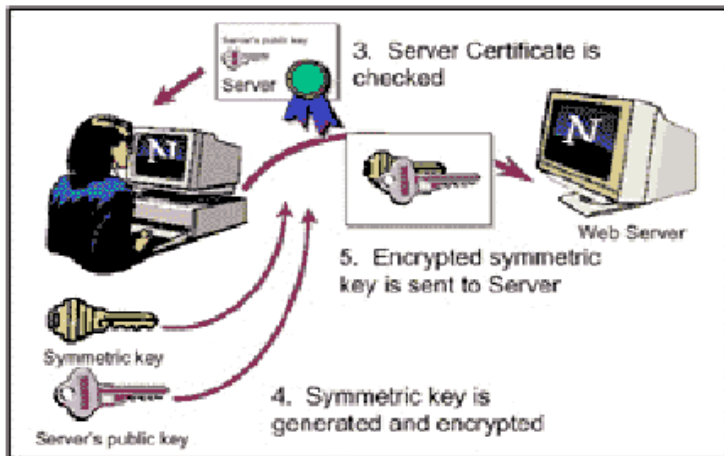 Server's public key
Server
3. Server Certificate is
checked
N
N
Web Server
5. Encrypted symmetric
key is sent to Server
Symmetric key
4. Symmetric key is
generated and encrypted
Server's public key